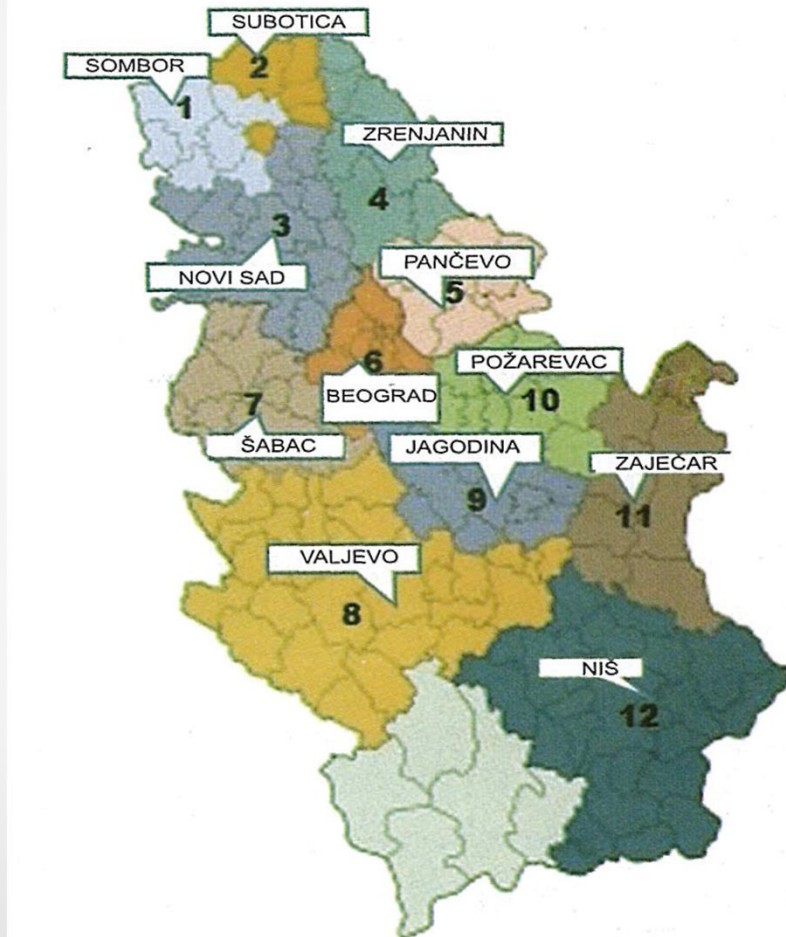 SUBOTICA
2
SOMBOR
1
ZRENJANIN
4
3
PANČEVO
NOVI SAD
5
6
POŽAREVAC
BEOGRAD
10
7
ŠABAC
JAGODINA
ZAJEČAR
9
11
VALJEVO
8
NIŠ
12